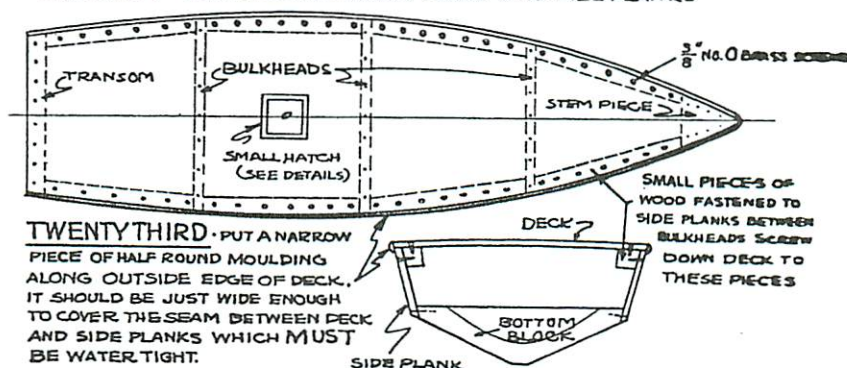 3/8" No. 0 BRASS SCREWS
TRANSOM
BULKHEADS
STEM PIECE
SMALL HATCH
(SEE DETAILS)
SMALL PIECES OF
WOOD FASTENED TO
SIDE PLANKS BETWEEN
BULKHEADS SCREW
DOWN DECK TO
THESE PIECES
TWENTYTHIRD · PUT A NARROW
PIECE OF HALF ROUND MOULDING
ALONG OUTSIDE EDGE OF DECK.
IT SHOULD BE JUST WIDE ENOUGH
TO COVER THE SEAM BETWEEN DECK
AND SIDE PLANKS WHICH MUST
BE WATER TIGHT.
DECK
BOTTOM
BLOCK
SIDE PLANK